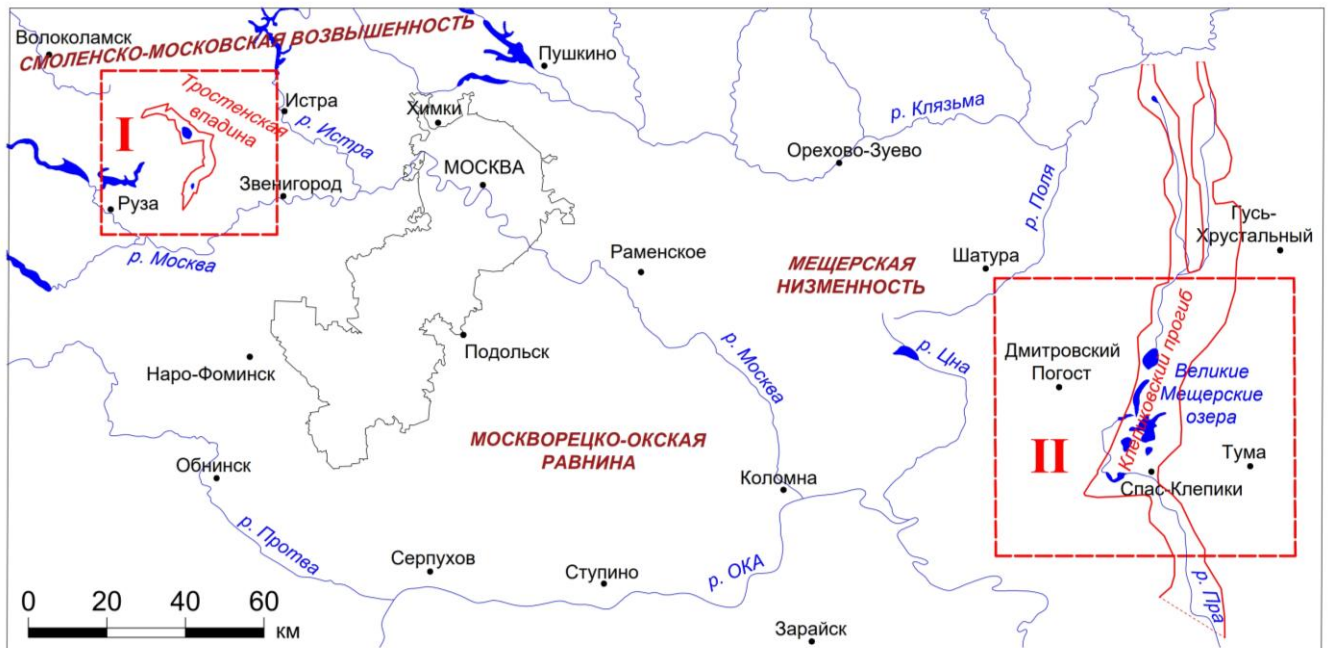 Волоколамск
СМОЛЕНСКО-МОСКОВСКАЯ ВОЗВЫШЕННОСТЬ
Пушкино
I
Тростенская
впадина
Истра
р. Истра
Химки
р. Клязьма
Орехово-Зуево
МОСКВА
Звенигород
Руза
р. Москва
р. Поля
Гусь-
Хрустальный
Раменское
МЕЩЕРСКАЯ
НИЗМЕННОСТЬ
Шатура
Подольск
Наро-Фоминск
р. Москва
р. Цна
Дмитровский
Погост
Клепиковский прогиб
Великие
Мещерские
озера
МОСКВОРЕЦКО-ОКСКАЯ
РАВНИНА
II
Тума
Обнинск
Коломна
Спас-Клепики
р. Протва
Серпухов
Ступино
р. ОКА
р. Пра
0 20 40 60
км
Зарайск